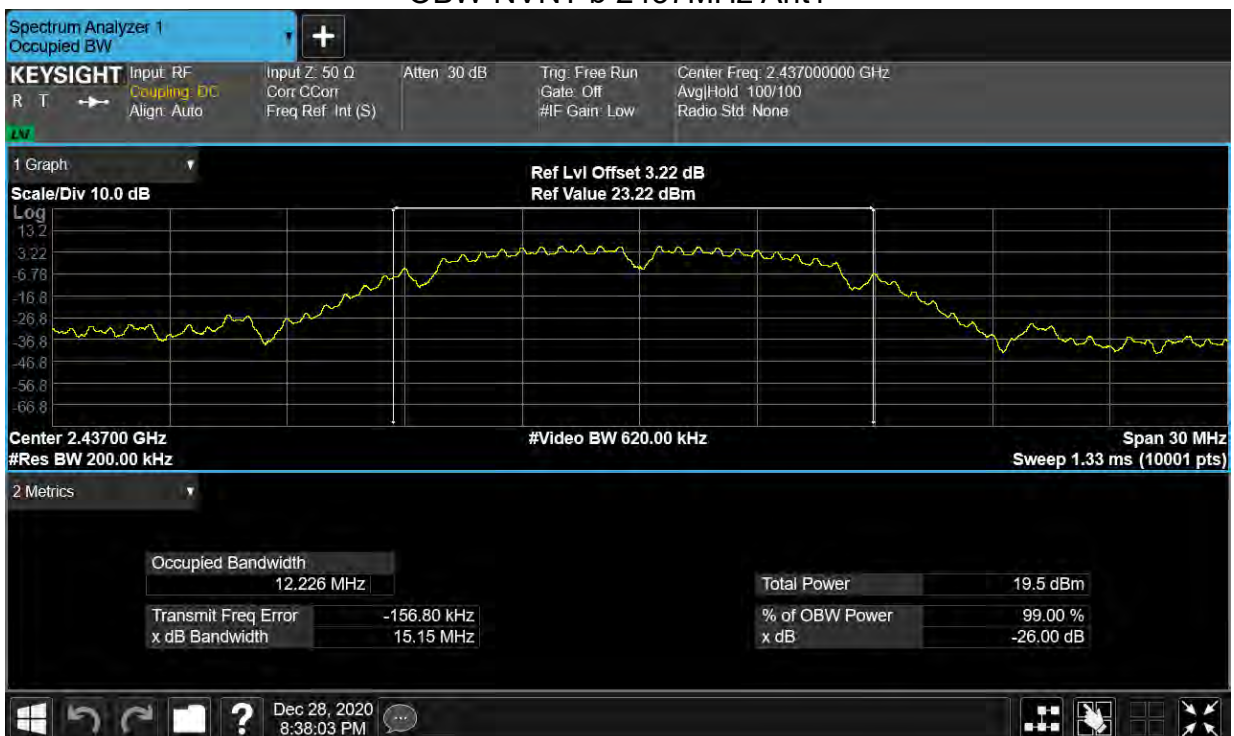 OBW NVNT b 2437MHz Ant1
Spectrum Analyzer 1
Occupied BW
KEYSIGHT
R T
Input: RF
Coupling: DC
Align: Auto
Input Z: 50 Ω
Corr CCorr
Freq Ref: Int (S)
Atten: 30 dB
Trig: Free Run
Gate: Off
#IF Gain: Low
Center Freq: 2.437000000 GHz
Avg|Hold: 100/100
Radio Std: None
LXI
1 Graph
Scale/Div 10.0 dB
Ref Lvl Offset 3.22 dB
Ref Value 23.22 dBm
Log
13.2
3.22
-6.78
-16.8
-26.8
-36.8
-46.8
-56.8
-66.8
Center 2.43700 GHz
#Video BW 620.00 kHz
Span 30 MHz
#Res BW 200.00 kHz
Sweep 1.33 ms (10001 pts)
2 Metrics
Occupied Bandwidth
12.226 MHz
Total Power 19.5 dBm
Transmit Freq Error -156.80 kHz
% of OBW Power 99.00 %
x dB Bandwidth 15.15 MHz
x dB -26.00 dB
?
Dec 28, 2020
8:38:03 PM